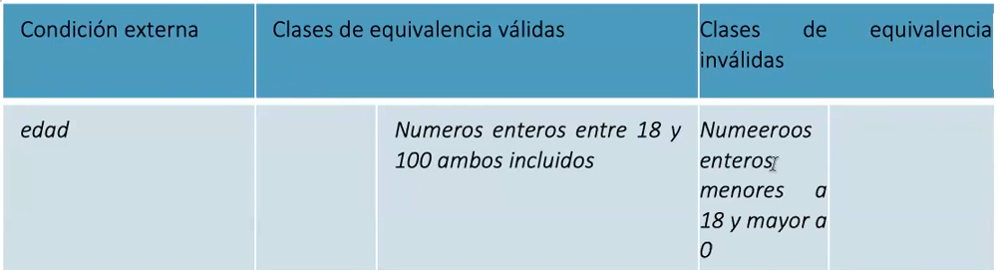 Condición externa
Clases de equivalencia válidas
Clases de equivalencia
inválidas
edad
Numeros enteros entre 18 y
100 ambos incluidos
Numeeroos
enteros
menores a
18 y mayor a
0